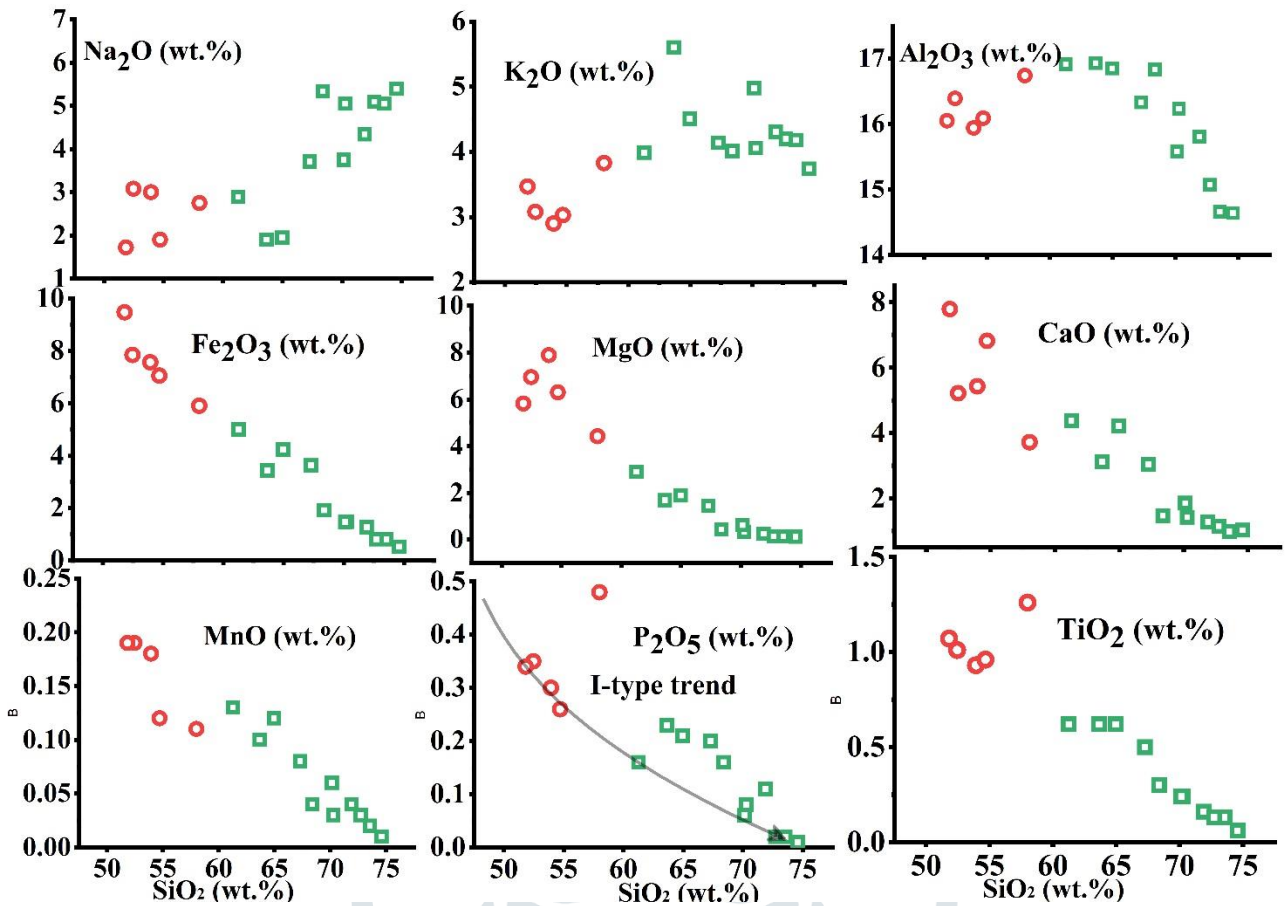 7
6
5
4
3
2
1
Na2O (wt.%)
6
5
4
3
2
K2O (wt.%)
17
16
15
14
Al2O3 (wt.%)
10
8
6
4
2
0
Fe2O3 (wt.%)
10
8
6
4
2
0
MgO (wt.%)
8
6
4
2
CaO (wt.%)
0.25
0.20
0.15
0.10
0.05
0.00
B
MnO (wt.%)
50 55 60 65 70 75
SiO2 (wt.%)
0.5
0.4
0.3
0.2
0.1
0.0
B
P2O5 (wt.%)
I-type trend
50 55 60 65 70 75
SiO2 (wt.%)
1.5
1.0
0.5
0.0
B
TiO2 (wt.%)
50 55 60 65 70 75
SiO2 (wt.%)